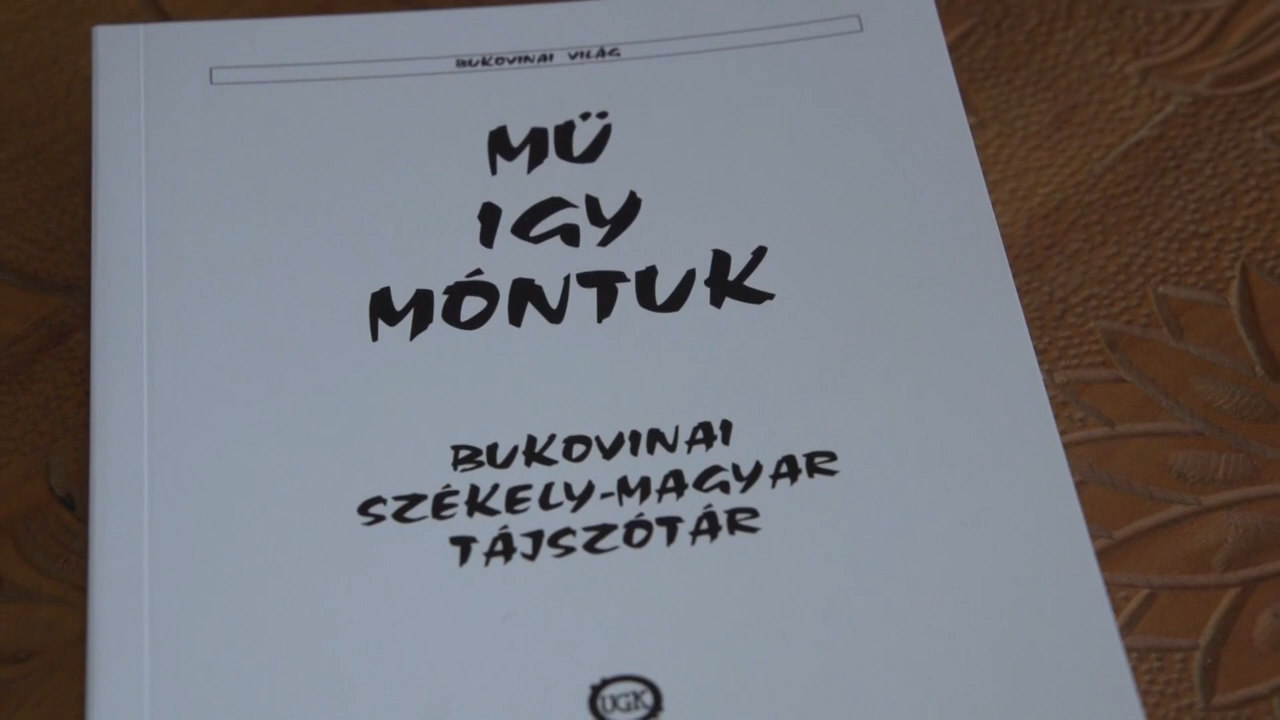 BUKOVINAI VILÁG
MÜ
IGY
MÓNTUK
BUKOVINAI
SZÉKELY-MAGYAR
TÁJSZÓTÁR
UGK